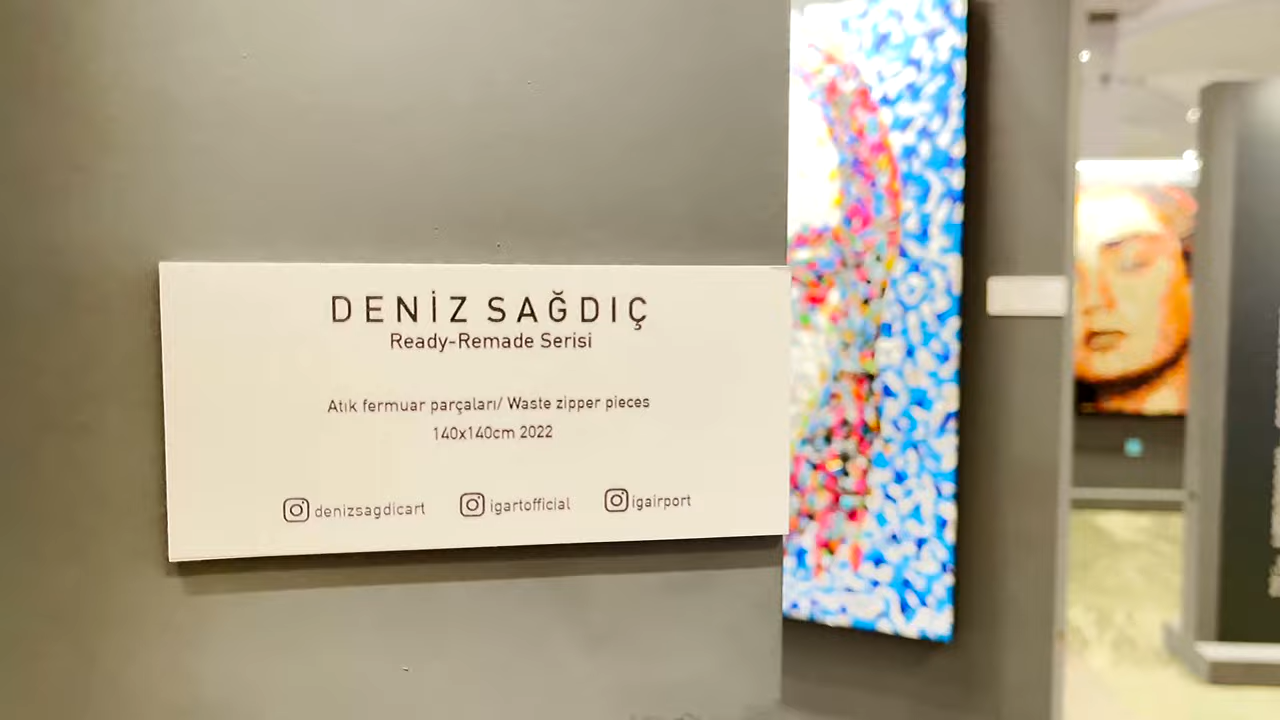 DENİZ SAĞDIÇ
Ready-Remade Serisi
Atık fermuar parçaları/ Waste zipper pieces
140x140cm 2022
denizsagdicart igartofficial igairport